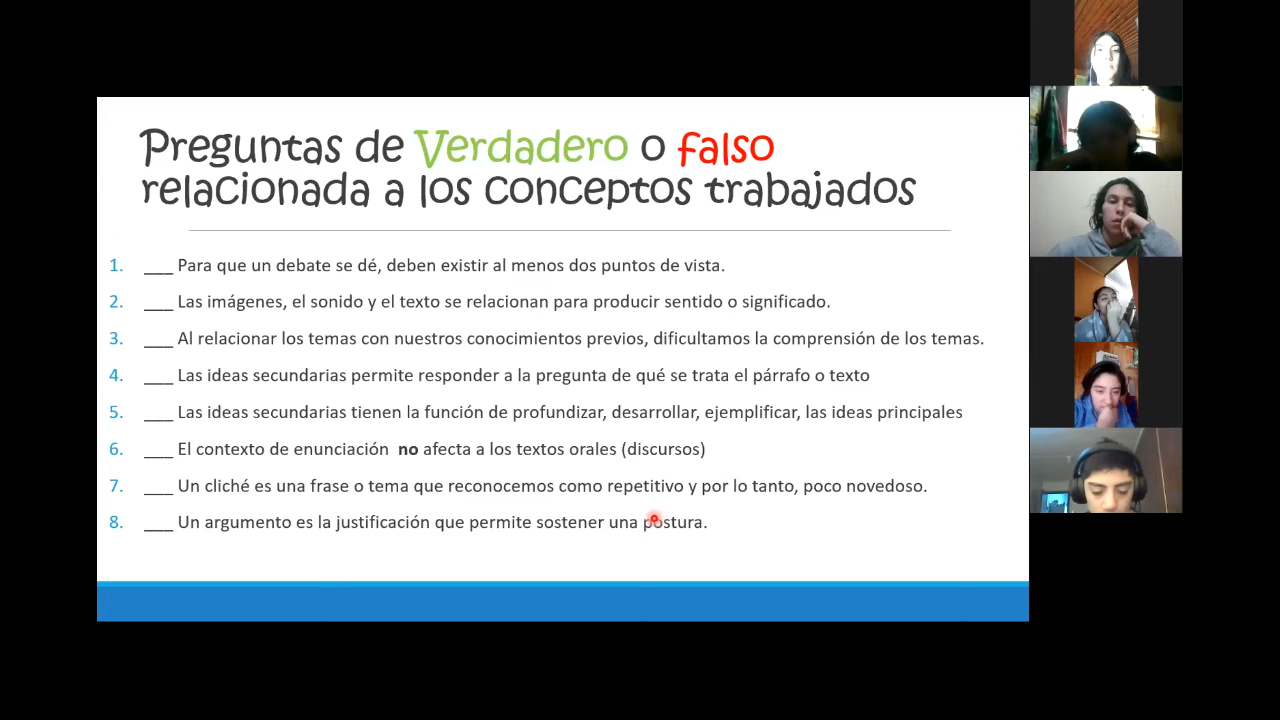 Preguntas de Verdadero o falso
relacionada a los conceptos trabajados
1. ___ Para que un debate se dé, deben existir al menos dos puntos de vista.
2. ___ Las imágenes, el sonido y el texto se relacionan para producir sentido o significado.
3. ___ Al relacionar los temas con nuestros conocimientos previos, dificultamos la comprensión de los temas.
4. ___ Las ideas secundarias permite responder a la pregunta de qué se trata el párrafo o texto
5. ___ Las ideas secundarias tienen la función de profundizar, desarrollar, ejemplificar, las ideas principales
6. ___ El contexto de enunciación no afecta a los textos orales (discursos)
7. ___ Un cliché es una frase o tema que reconocemos como repetitivo y por lo tanto, poco novedoso.
8. ___ Un argumento es la justificación que permite sostener una postura.